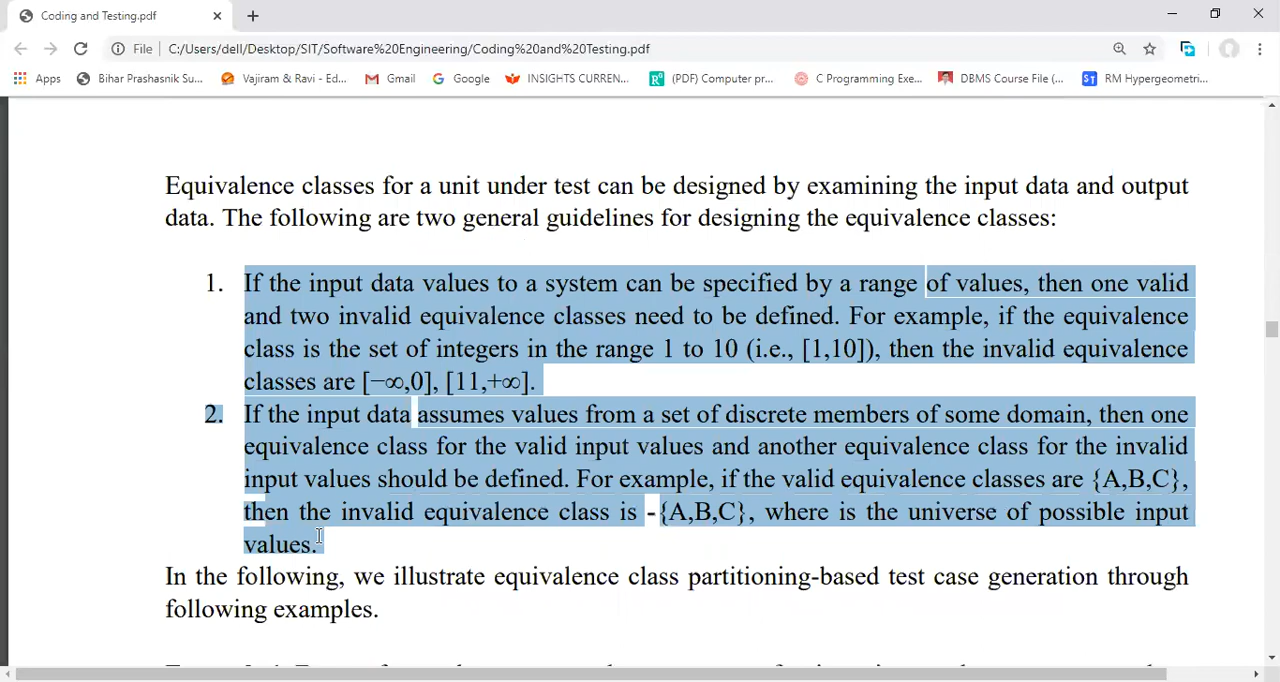 Coding and Testing.pdf
File C:/Users/dell/Desktop/SIT/Software%20Engineering/Coding%20and%20Testing.pdf
Apps Bihar Prashasnik Su... Vajiram & Ravi - Ed... Gmail Google INSIGHTS CURREN... (PDF) Computer pr... C Programming Exe... DBMS Course File (... ST RM Hypergeometri...
Equivalence classes for a unit under test can be designed by examining the input data and output
data. The following are two general guidelines for designing the equivalence classes:
1. If the input data values to a system can be specified by a range of values, then one valid
and two invalid equivalence classes need to be defined. For example, if the equivalence
class is the set of integers in the range 1 to 10 (i.e., [1,10]), then the invalid equivalence
classes are [−∞,0], [11,+∞].
2. If the input data assumes values from a set of discrete members of some domain, then one
equivalence class for the valid input values and another equivalence class for the invalid
input values should be defined. For example, if the valid equivalence classes are {A,B,C},
then the invalid equivalence class is -{A,B,C}, where is the universe of possible input
values.
In the following, we illustrate equivalence class partitioning-based test case generation through
following examples.